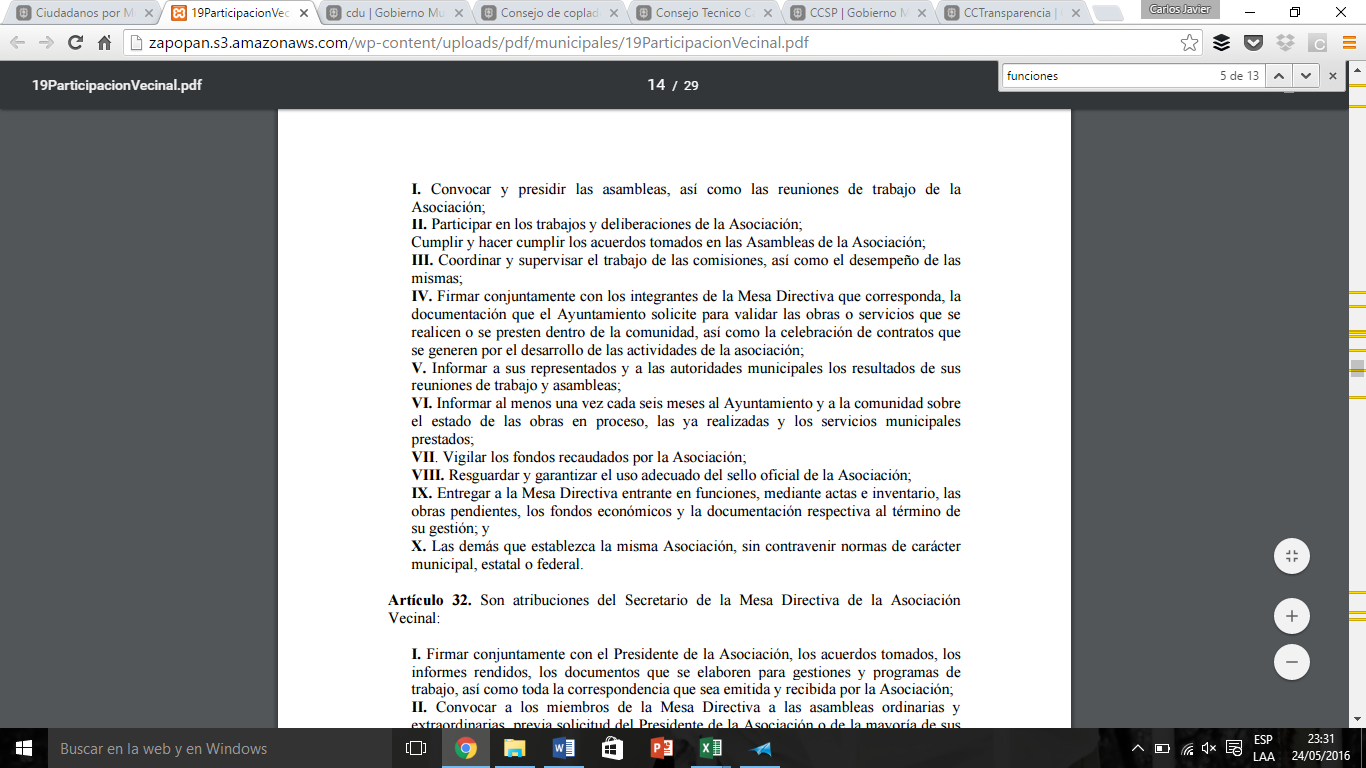 Ciudadanos por M
19ParticipacionVec
cdu | Gobierno Mu
Consejo de coplad
Consejo Tecnico C
CCSP | Gobierno M
CCTransparencia |
Carlos Javier
zapopan.s3.amazonaws.com/wp-content/uploads/pdf/municipales/19ParticipacionVecinal.pdf
19ParticipacionVecinal.pdf
14 / 29
funciones
5 de 13
I. Convocar y presidir las asambleas, así como las reuniones de trabajo de la
Asociación;
II. Participar en los trabajos y deliberaciones de la Asociación;
Cumplir y hacer cumplir los acuerdos tomados en las Asambleas de la Asociación;
III. Coordinar y supervisar el trabajo de las comisiones, así como el desempeño de las
mismas;
IV. Firmar conjuntamente con los integrantes de la Mesa Directiva que corresponda, la
documentación que el Ayuntamiento solicite para validar las obras o servicios que se
realicen o se presten dentro de la comunidad, así como la celebración de contratos que
se generen por el desarrollo de las actividades de la asociación;
V. Informar a sus representados y a las autoridades municipales los resultados de sus
reuniones de trabajo y asambleas;
VI. Informar al menos una vez cada seis meses al Ayuntamiento y a la comunidad sobre
el estado de las obras en proceso, las ya realizadas y los servicios municipales
prestados;
VII. Vigilar los fondos recaudados por la Asociación;
VIII. Resguardar y garantizar el uso adecuado del sello oficial de la Asociación;
IX. Entregar a la Mesa Directiva entrante en funciones, mediante actas e inventario, las
obras pendientes, los fondos económicos y la documentación respectiva al término de
su gestión; y
X. Las demás que establezca la misma Asociación, sin contravenir normas de carácter
municipal, estatal o federal.
Artículo 32. Son atribuciones del Secretario de la Mesa Directiva de la Asociación
Vecinal:
I. Firmar conjuntamente con el Presidente de la Asociación, los acuerdos tomados, los
informes rendidos, los documentos que se elaboren para gestiones y programas de
trabajo, así como toda la correspondencia que sea emitida y recibida por la Asociación;
II. Convocar a los miembros de la Mesa Directiva a las asambleas ordinarias y
extraordinarias, previa solicitud del Presidente de la Asociación o de la mayoría de sus
Buscar en la web y en Windows
ESP
LAA
23:31
24/05/2016